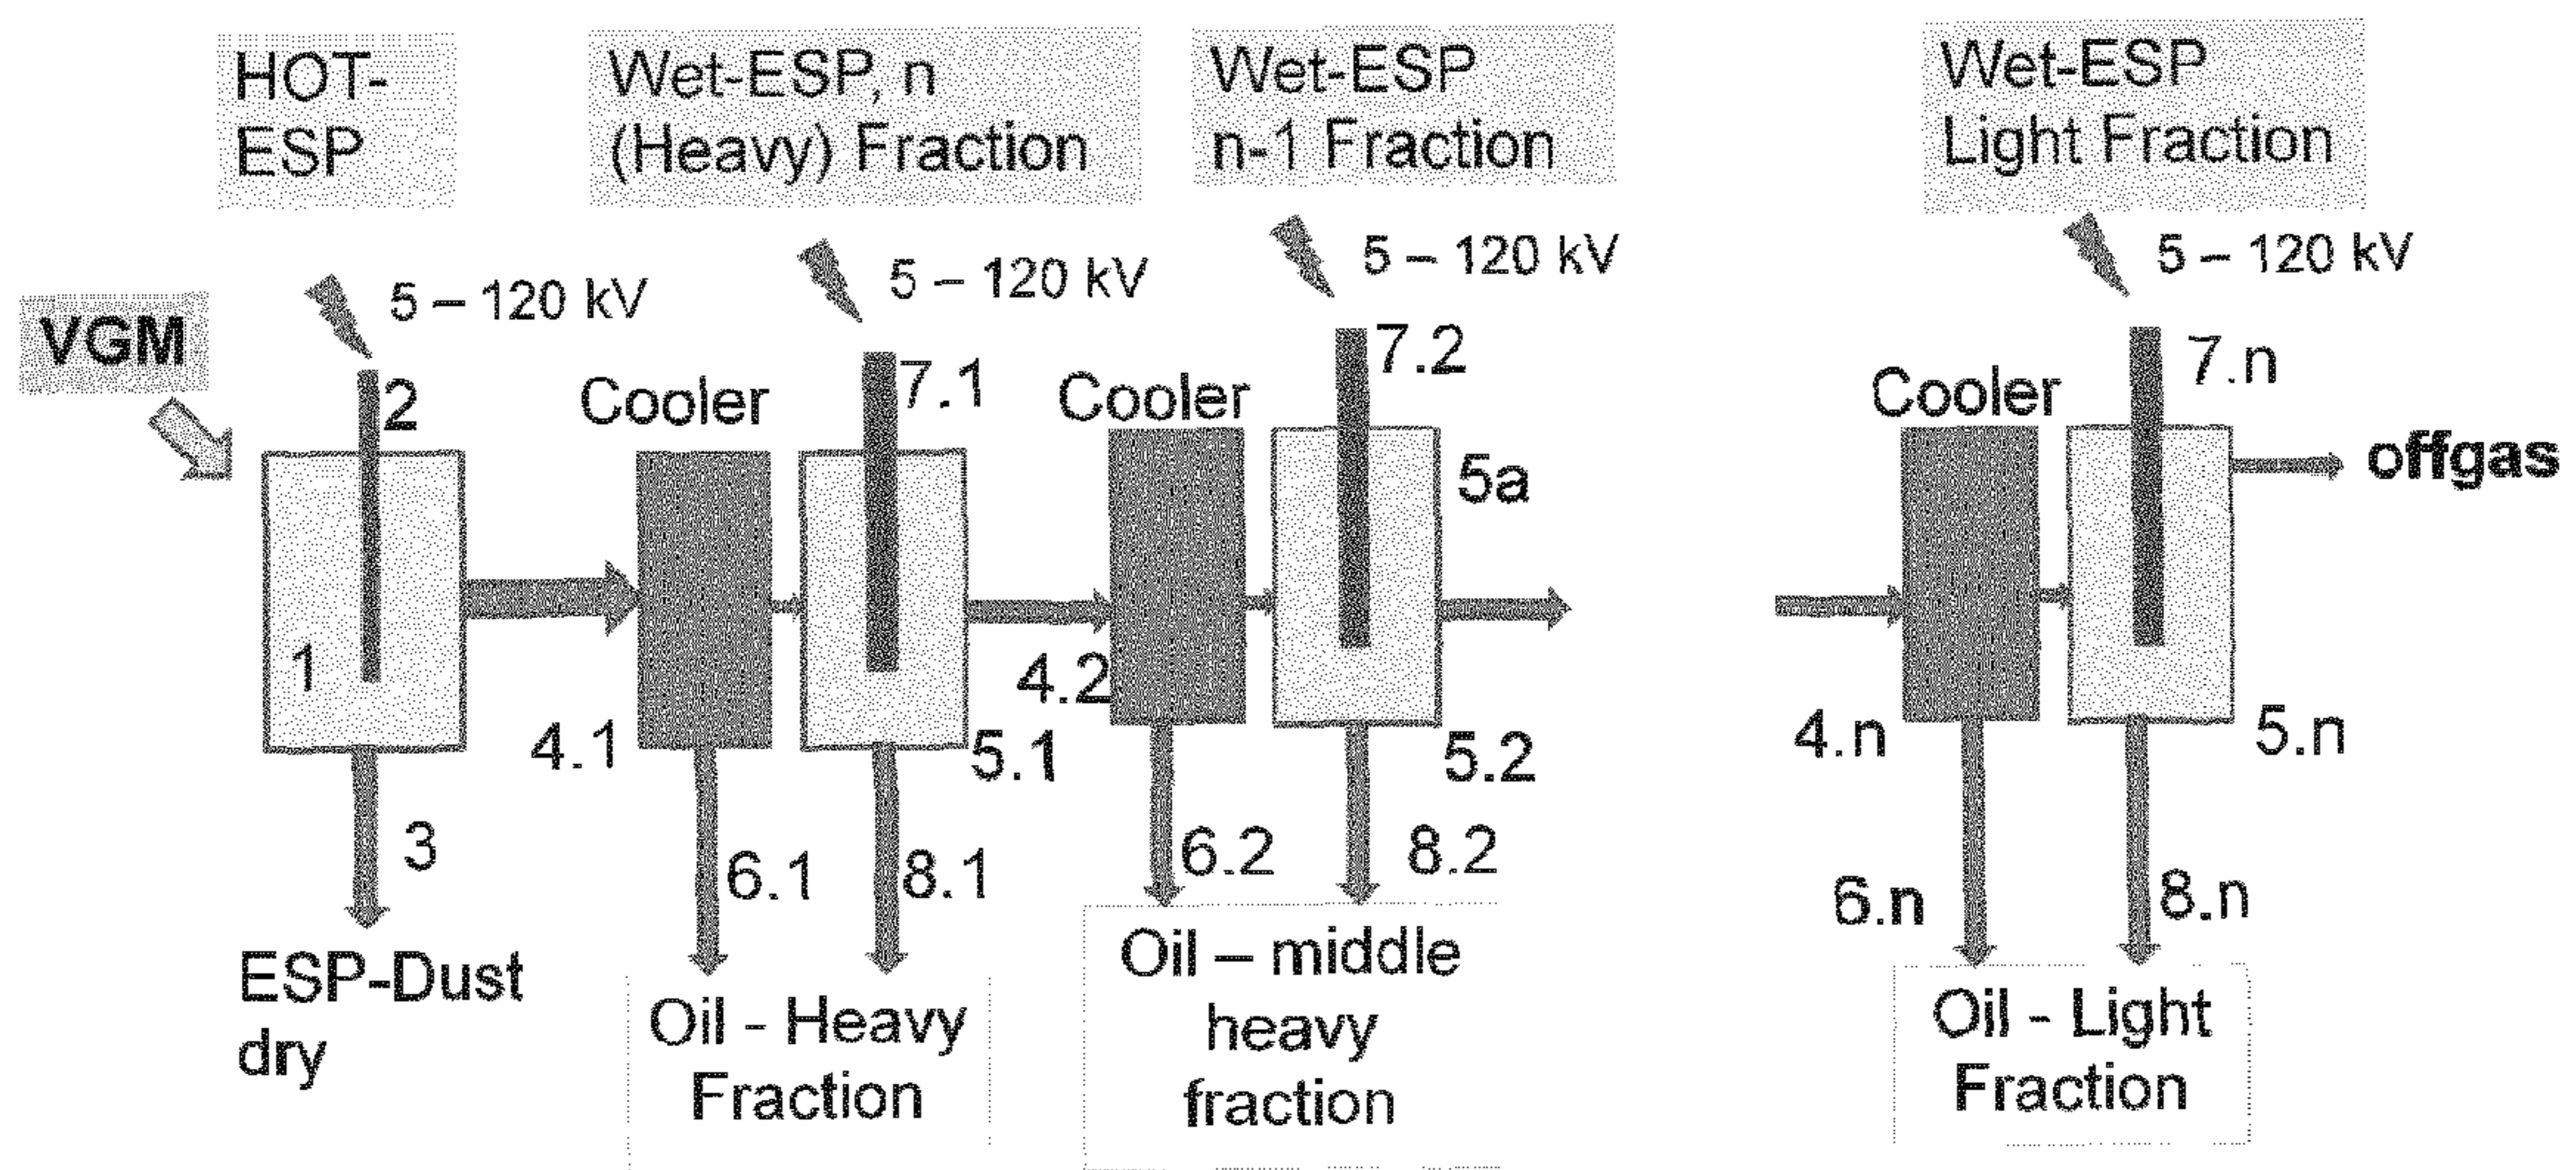 HOT-
ESP
Wet-ESP, n
(Heavy) Fraction
Wet-ESP
n-1 Fraction
Wet-ESP
Light Fraction
5 – 120 kV
5 – 120 kV
5 – 120 kV
5 – 120 kV
VGM
2
Cooler
7.1
Cooler
7.2
Cooler
7.n
offgas
5a
1
4.1
5.1
4.2
5.2
4.n
5.n
3
6.1
8.1
6.2
8.2
6.n
8.n
ESP-Dust
dry
Oil - Heavy
Fraction
Oil – middle
heavy
fraction
Oil - Light
Fraction